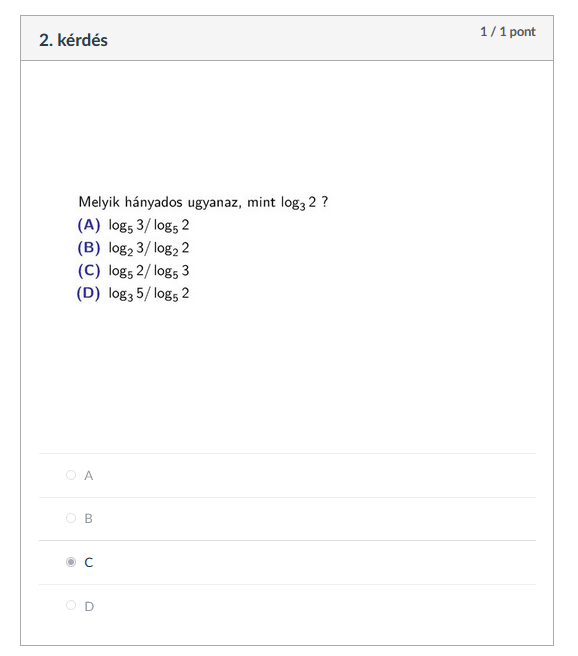 2. kérdés
1 / 1 pont
Melyik hányados ugyanaz, mint log₃ 2 ?
(A) log₅ 3/ log₅ 2
(B) log₂ 3/ log₂ 2
(C) log₅ 2/ log₅ 3
(D) log₃ 5/ log₅ 2
A
B
C
D